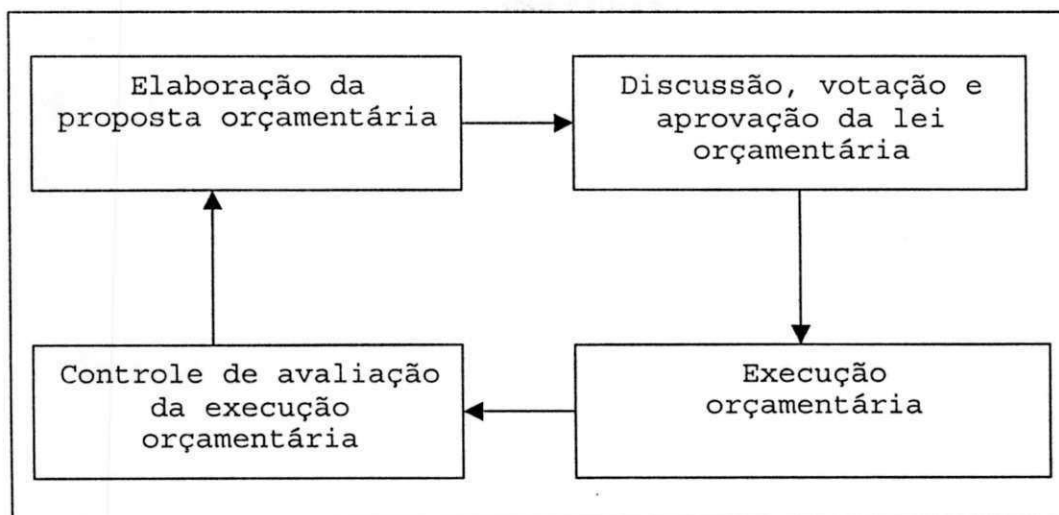 Elaboração da
proposta orçamentária
Discussão, votação e
aprovação da lei
orçamentária
Controle de avaliação
da execução
orçamentária
Execução
orçamentária